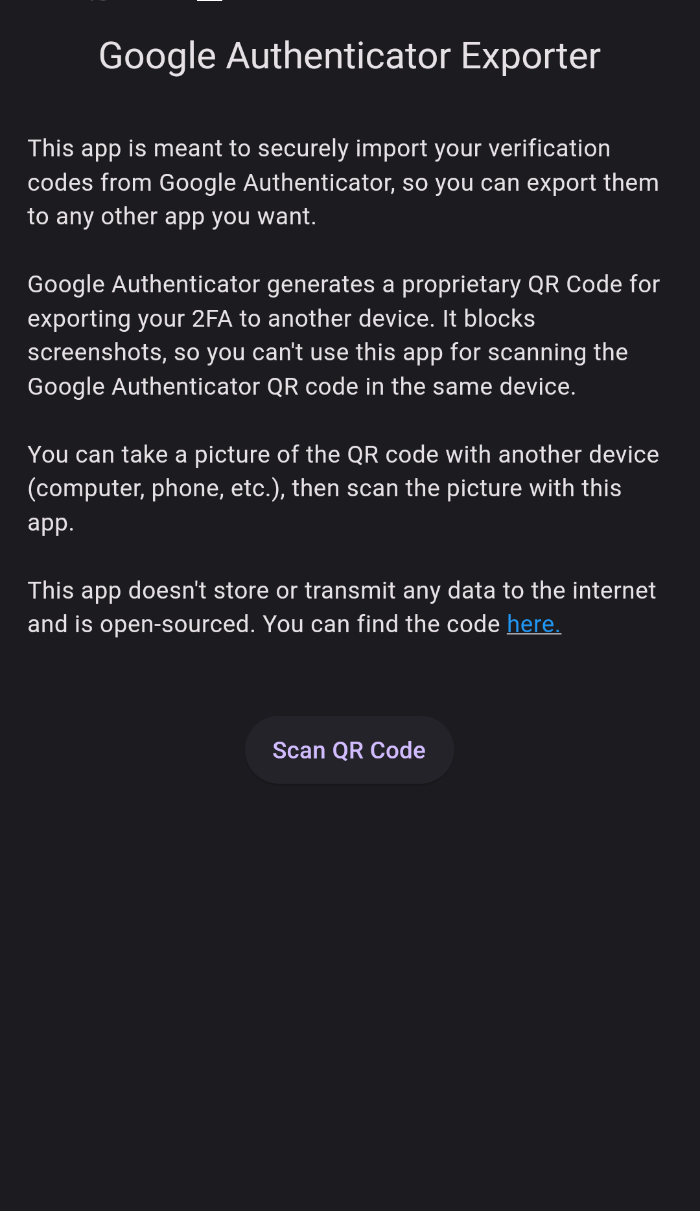 Google Authenticator Exporter
This app is meant to securely import your verification
codes from Google Authenticator, so you can export them
to any other app you want.
Google Authenticator generates a proprietary QR Code for
exporting your 2FA to another device. It blocks
screenshots, so you can't use this app for scanning the
Google Authenticator QR code in the same device.
You can take a picture of the QR code with another device
(computer, phone, etc.), then scan the picture with this
app.
This app doesn't store or transmit any data to the internet
and is open-sourced. You can find the code here.
Scan QR Code